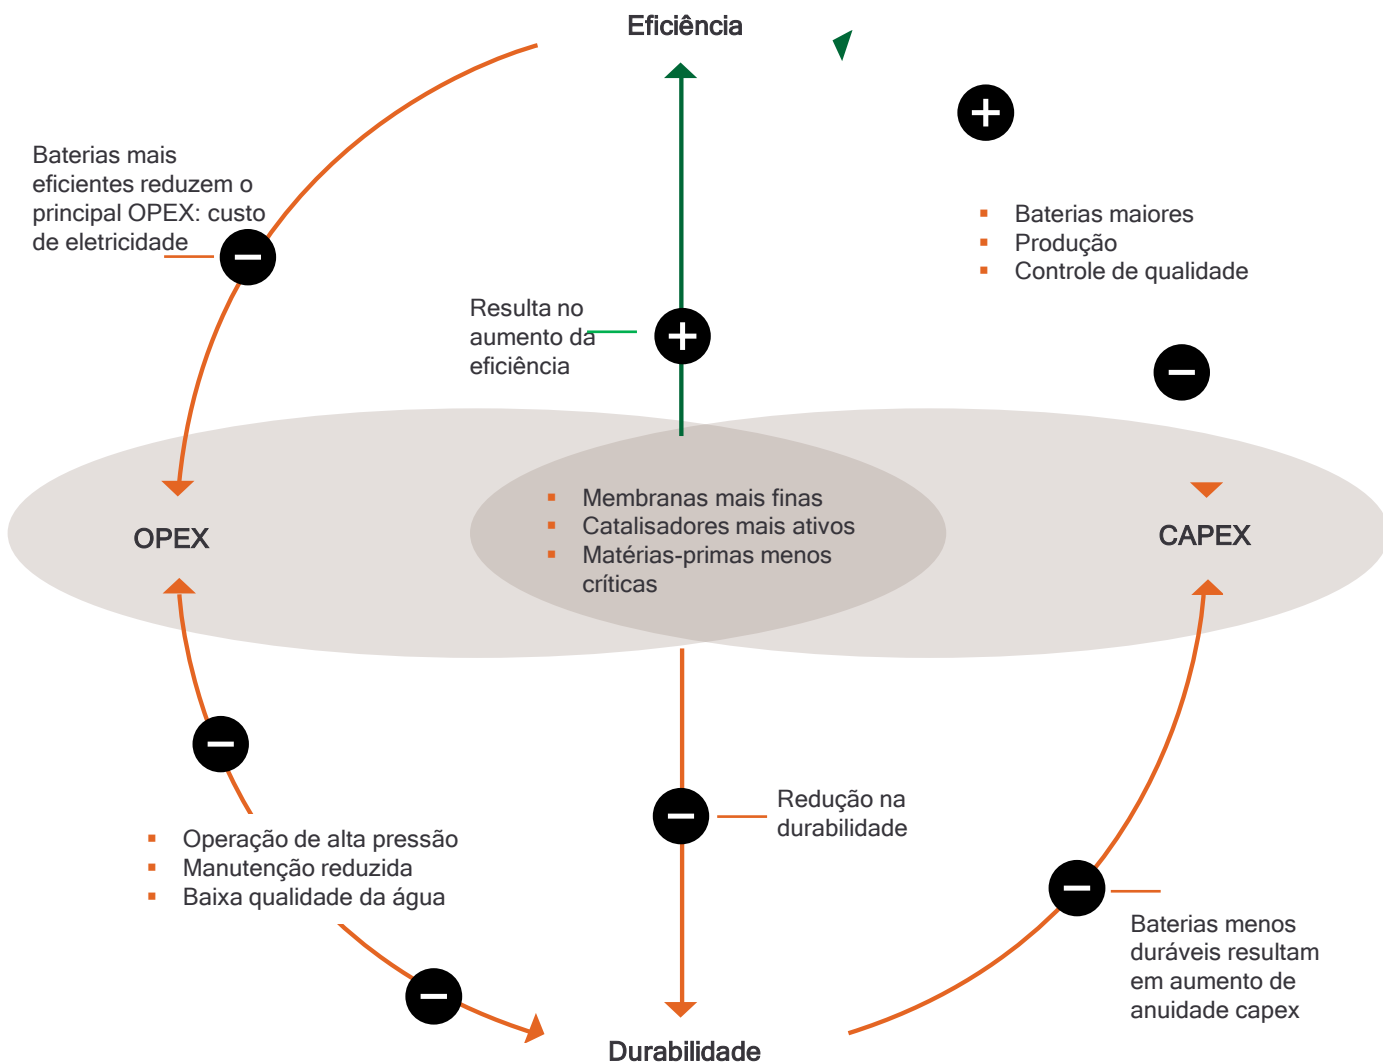 Eficiência
Baterias mais
eficientes reduzem o
principal OPEX: custo
de eletricidade
Baterias maiores
Produção
Controle de qualidade
Resulta no
aumento da
eficiência
Membranas mais finas
Catalisadores mais ativos
Matérias-primas menos
críticas
OPEX
CAPEX
Operação de alta pressão
Manutenção reduzida
Baixa qualidade da água
Redução na
durabilidade
Baterias menos
duráveis resultam
em aumento de
anuidade capex
Durabilidade